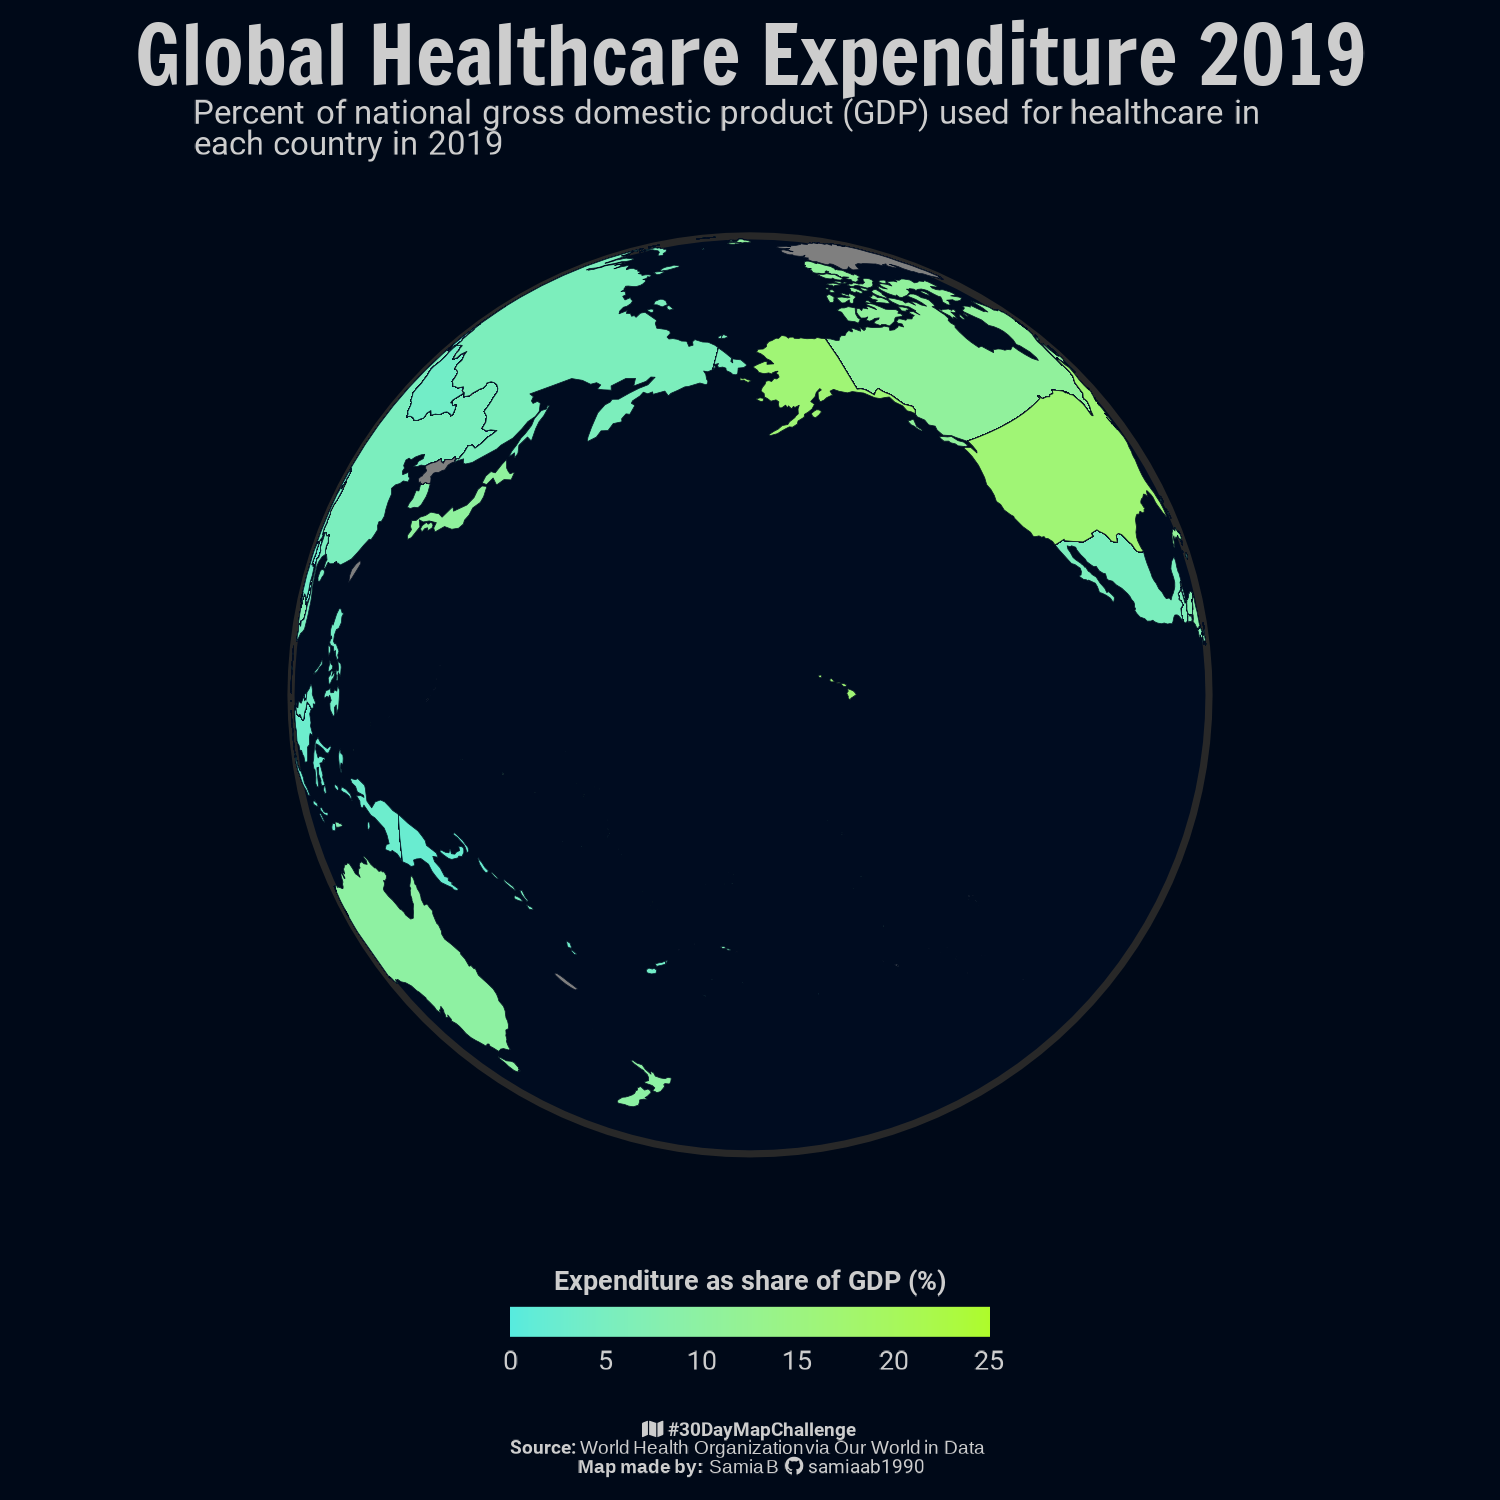 Global Healthcare Expenditure 2019
Percent of national gross domestic product (GDP) used for healthcare in
each country in 2019
Expenditure as share of GDP (%)
0 5 10 15 20 25
#30DayMapChallenge
Source: World Health Organization via Our World in Data
Map made by: Samia B samiaab1990